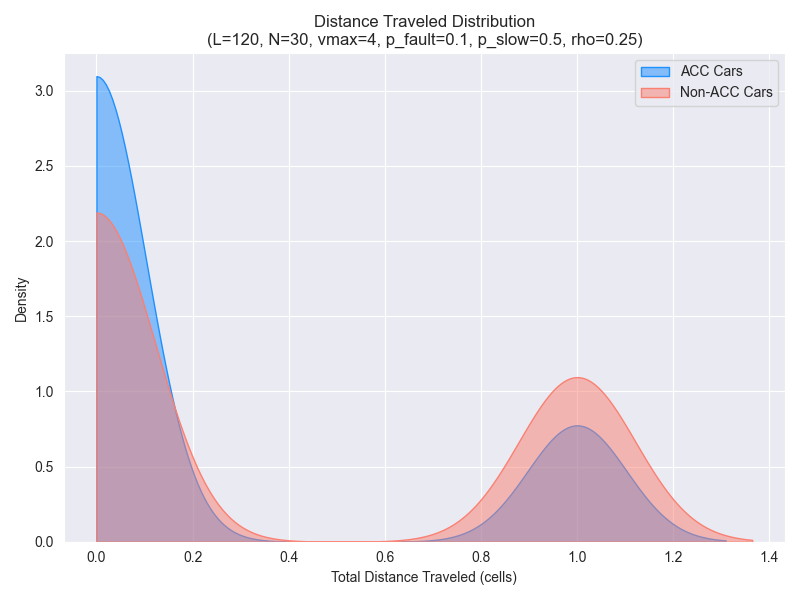 Distance Traveled Distribution
(L=120, N=30, vmax=4, p_fault=0.1, p_slow=0.5, rho=0.25)
ACC Cars
Non-ACC Cars
Density
3.0
2.5
2.0
1.5
1.0
0.5
0.0
0.0 0.2 0.4 0.6 0.8 1.0 1.2 1.4
Total Distance Traveled (cells)